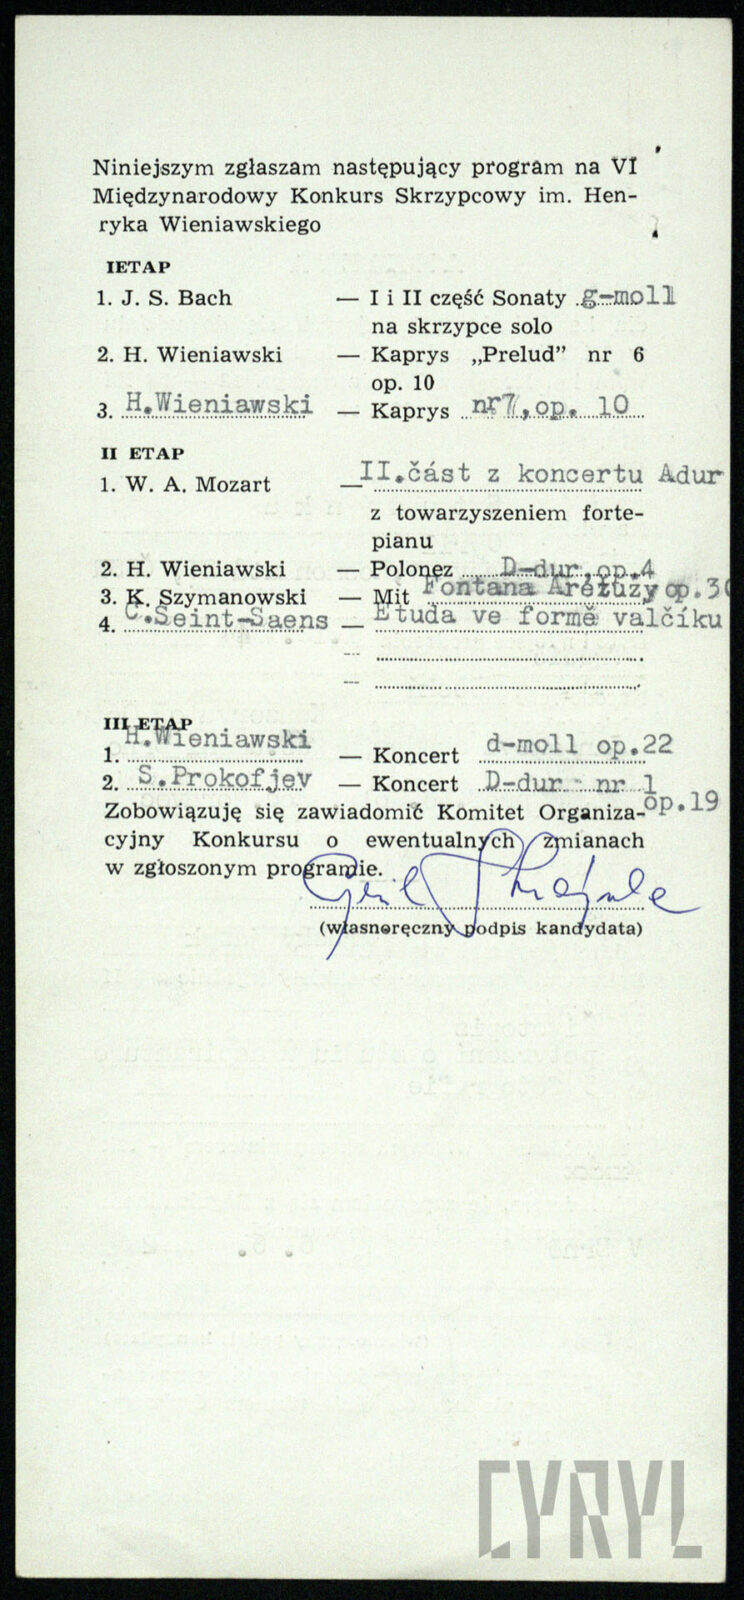 Niniejszym zgłaszam następujący program na VI
Międzynarodowy Konkurs Skrzypcowy im. Hen-
ryka Wieniawskiego
I ETAP
1. J. S. Bach — I i II część Sonaty g-moll
na skrzypce solo
2. H. Wieniawski — Kaprys „Prelud” nr 6
op. 10
3. H.Wieniawski — Kaprys nr7,op. 10
II ETAP
1. W. A. Mozart — II.část z koncertu Adur
z towarzyszeniem forte-
pianu
2. H. Wieniawski — Polonez D-dur,op.4
3. K. Szymanowski — Mit Fontana Arétuzy op.30
4. C.Seint-Saens — Etuda ve formě valčíku
—
—
III ETAP
1. H.Wieniawski — Koncert d-moll op.22
2. S.Prokofjev — Koncert D-dur - nr 1
op.19
Zobowiązuję się zawiadomić Komitet Organiza-
cyjny Konkursu o ewentualnych zmianach
w zgłoszonym programie.
(własnoręczny podpis kandydata)
CYRYL